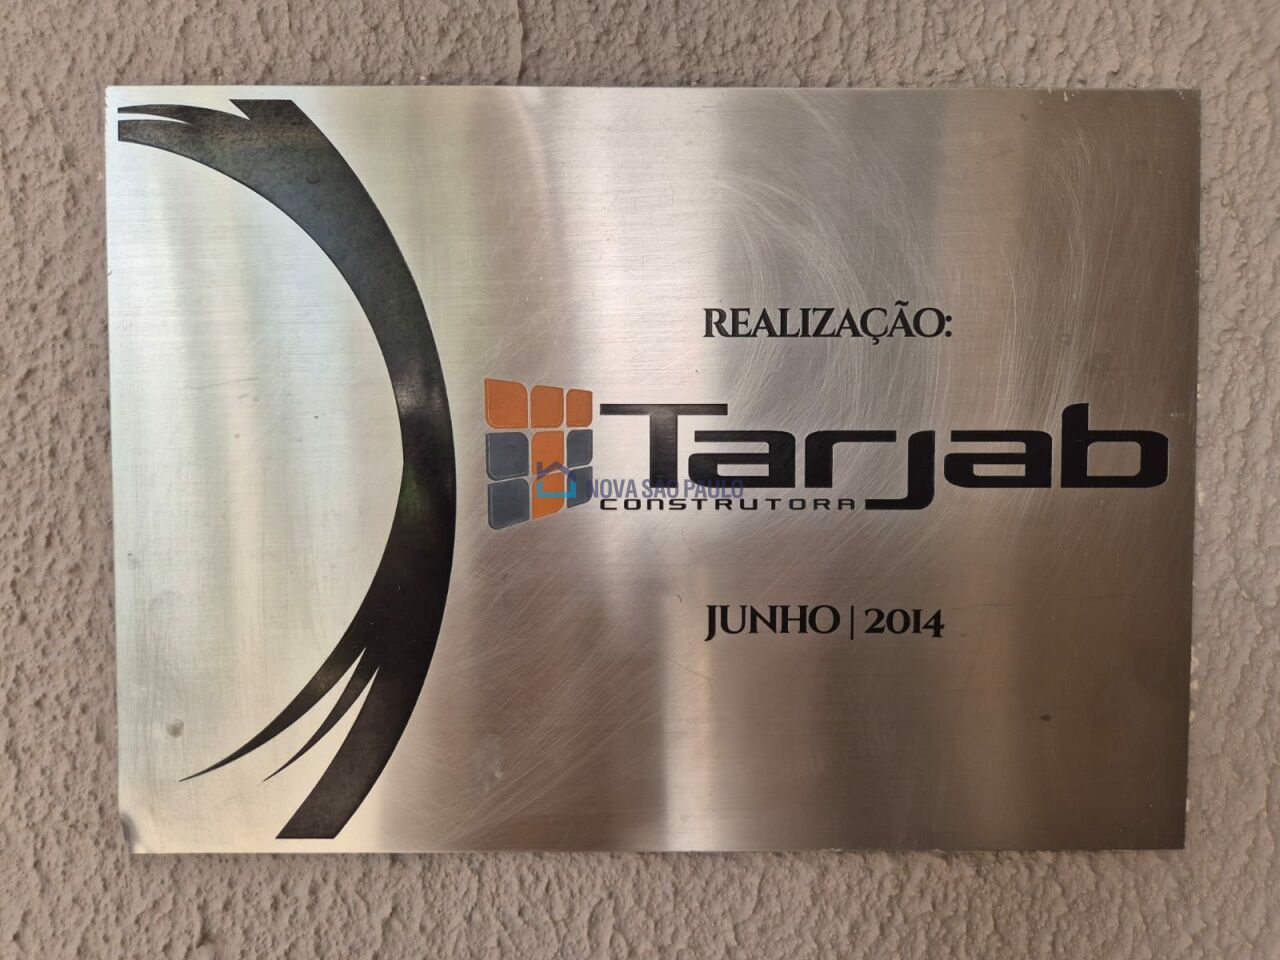 REALIZAÇÃO:
Tarjab
NOVA SÃO PAULO
CONSTRUTORA
JUNHO | 2014